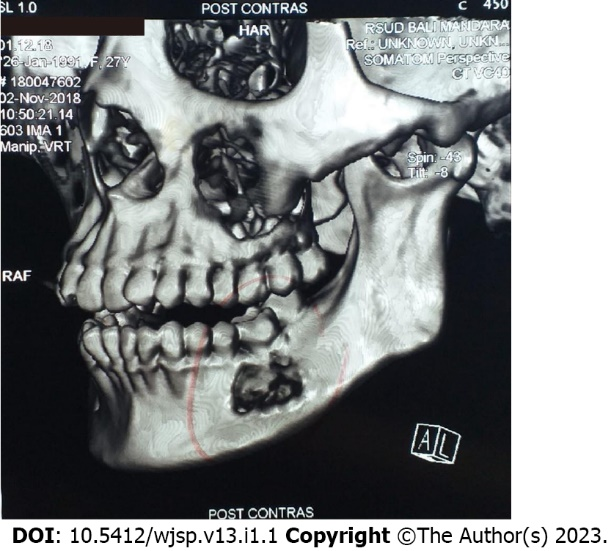 SL 1.0 POST CONTRAS C 450
HAR
RSUD BALI MANDARA
01.12.18 Ref.: UNKNOWN, UNKN...
*26-Jan-1991, F, 27Y SOMATOM Perspective
# 180047602 CT VC40
02-Nov-2018
10:50:21.14
603 IMA 1
Manip. VRT
Spin: -43
Tilt: -8
RAF
A L
POST CONTRAS
DOI: 10.5412/wjsp.v13.i1.1 Copyright ©The Author(s) 2023.